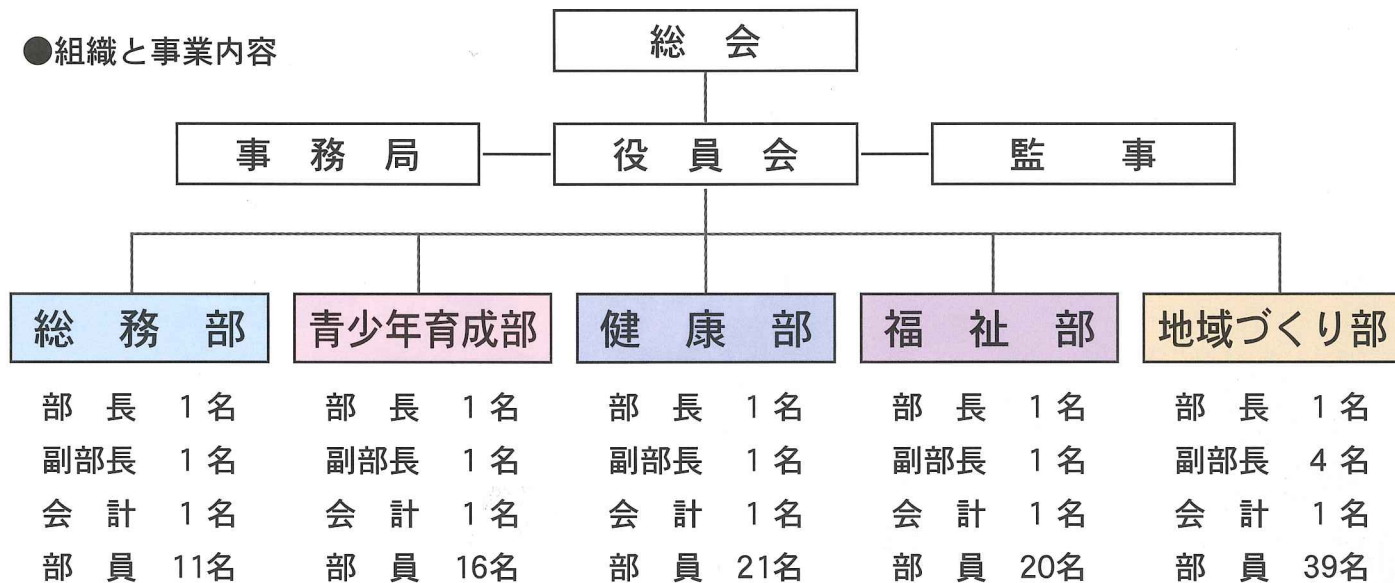 ●組織と事業内容
総 会
事 務 局
役 員 会
監 事
総 務 部
青少年育成部
健 康 部
福 祉 部
地域づくり部
部 長 1名
副部長 1名
会 計 1名
部 員 11名
部 長 1名
副部長 1名
会 計 1名
部 員 16名
部 長 1名
副部長 1名
会 計 1名
部 員 21名
部 長 1名
副部長 1名
会 計 1名
部 員 20名
部 長 1名
副部長 4名
会 計 1名
部 員 39名